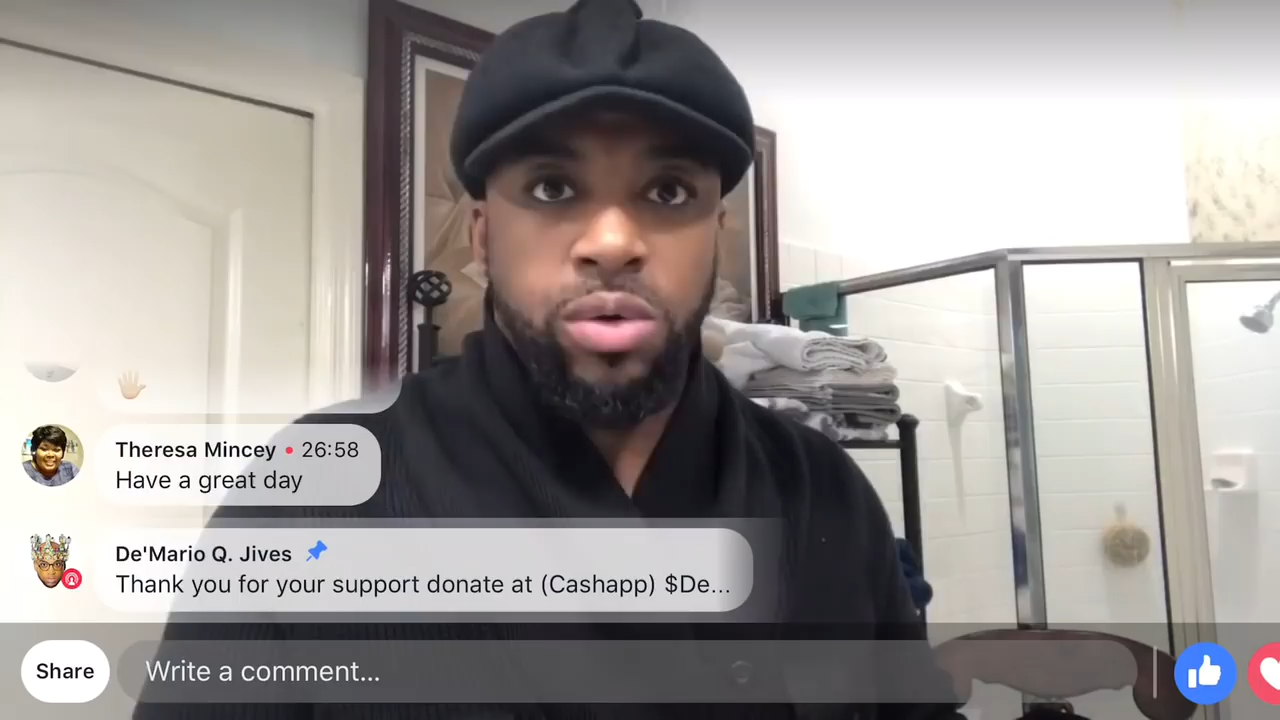 Theresa Mincey • 26:58
Have a great day
De'Mario Q. Jives
Thank you for your support donate at (Cashapp) $De...
Share
Write a comment...